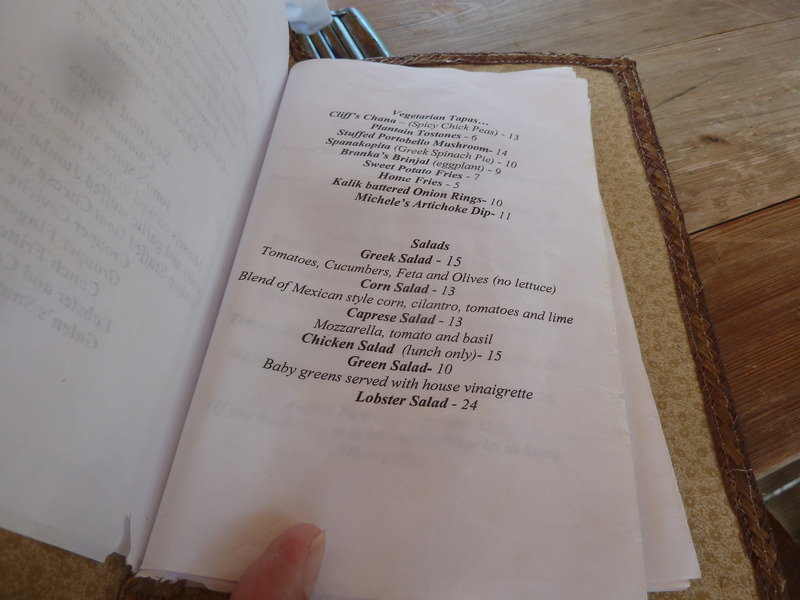 Vegetarian Tapas...
Cliff's Chana – (Spicy Chick Peas) - 13
Plantain Tostones - 6
Stuffed Portobello Mushroom- 14
Spanakopita (Greek Spinach Pie) - 10
Branka's Brinjal (eggplant) - 9
Sweet Potato Fries - 7
Home Fries - 5
Kalik battered Onion Rings- 10
Michele's Artichoke Dip- 11
Salads
Greek Salad - 15
Tomatoes, Cucumbers, Feta and Olives (no lettuce)
Corn Salad - 13
Blend of Mexican style corn, cilantro, tomatoes and lime
Caprese Salad - 13
Mozzarella, tomato and basil
Chicken Salad (lunch only)- 15
Green Salad- 10
Baby greens served with house vinaigrette
Lobster Salad - 24